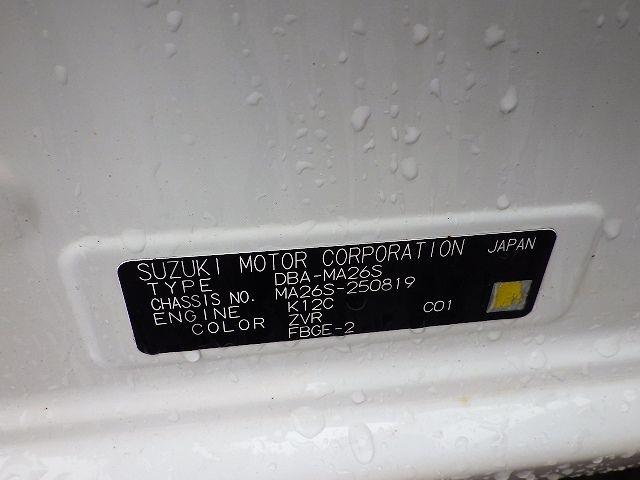 SUZUKI MOTOR CORPORATION JAPAN
TYPE DBA-MA26S
CHASSIS NO. MA26S-250819
ENGINE K12C C01
COLOR ZVR
FBGE-2